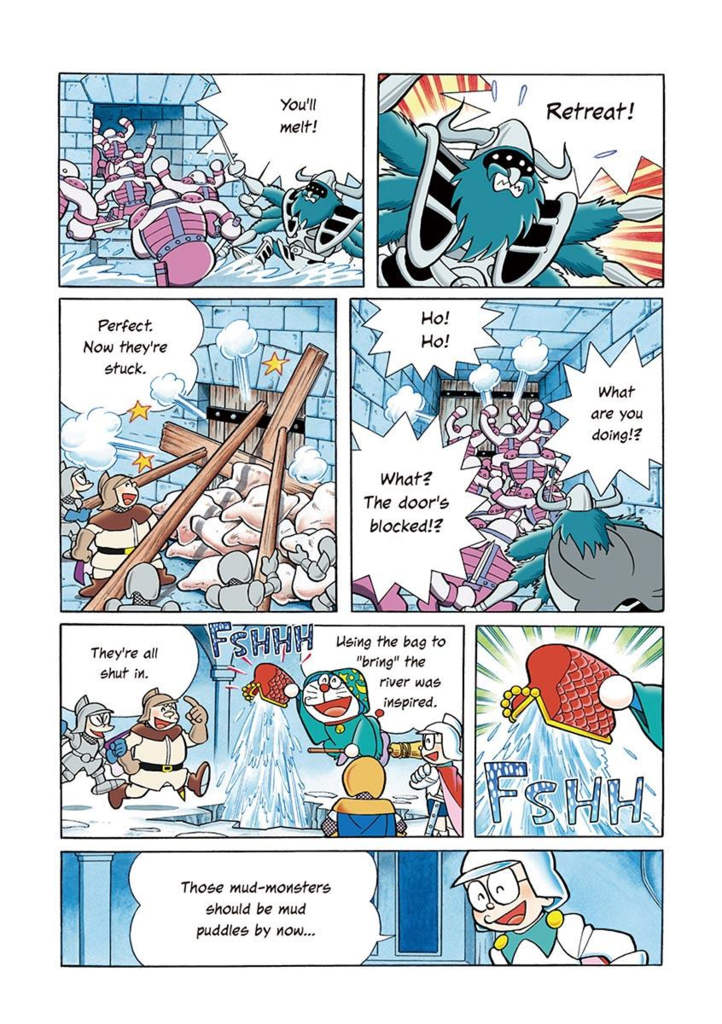 You'll
melt!
Retreat!
Perfect.
Now they're
stuck.
Ho!
Ho!
What
are you
doing!?
What?
The door's
blocked!?
They're all
shut in.
FSHHH
Using the bag to
"bring" the
river was
inspired.
FSHH
Those mud-monsters
should be mud
puddles by now...